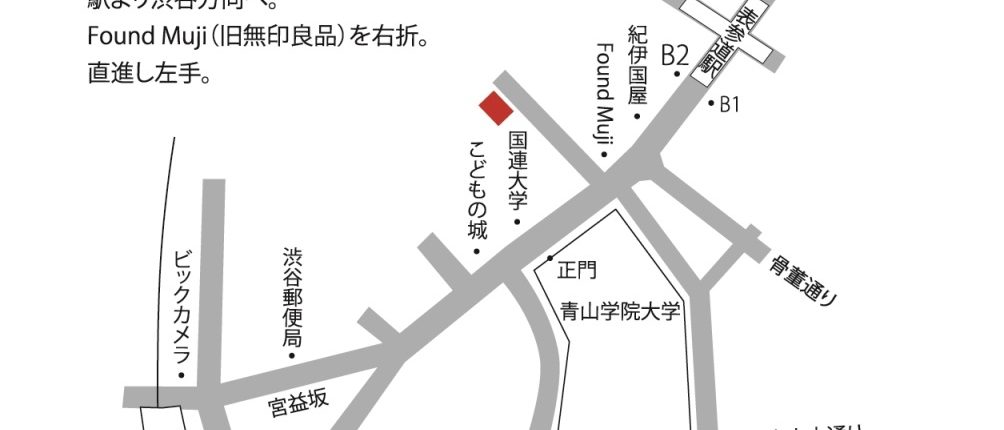 駅より渋谷方向へ。
Found Muji（旧無印良品）を右折。
直進し左手。
表参道駅
紀伊国屋
B2
Found Muji
B1
国連大学
こどもの城
正門
青山学院大学
骨董通り
渋谷郵便局
ビックカメラ
宮益坂